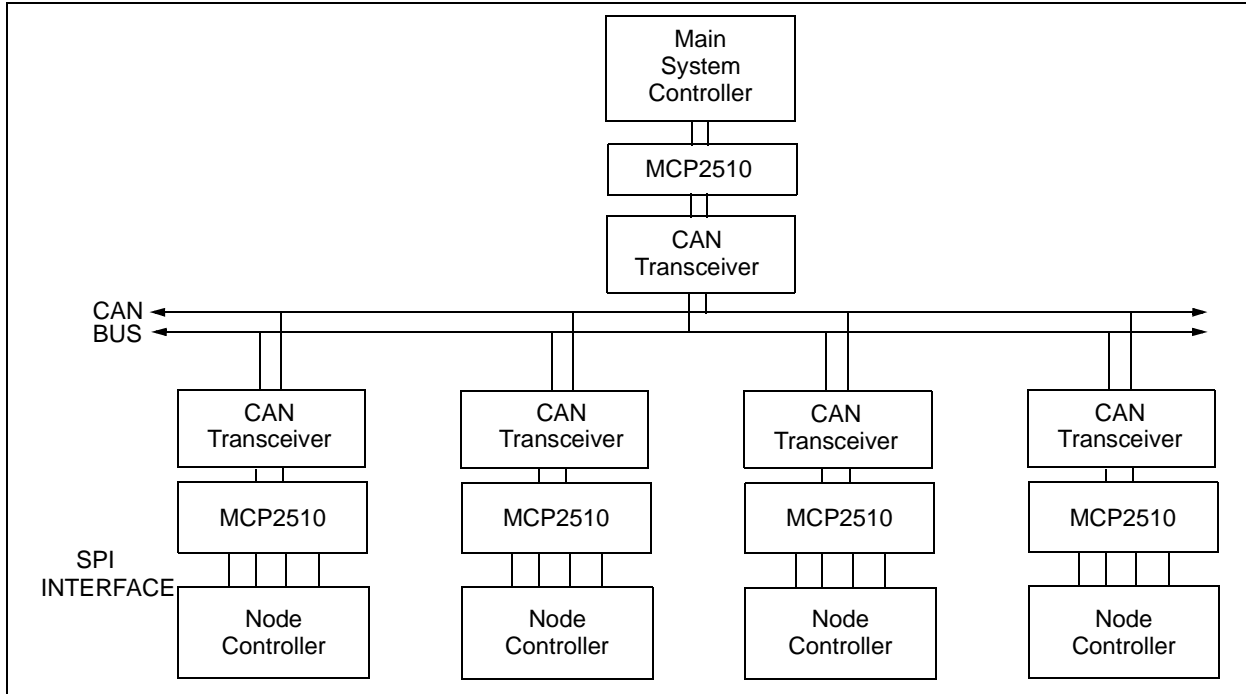 Main
System
Controller
MCP2510
CAN
Transceiver
CAN
BUS
CAN
Transceiver
CAN
Transceiver
CAN
Transceiver
CAN
Transceiver
MCP2510
MCP2510
MCP2510
MCP2510
SPI
INTERFACE
Node
Controller
Node
Controller
Node
Controller
Node
Controller